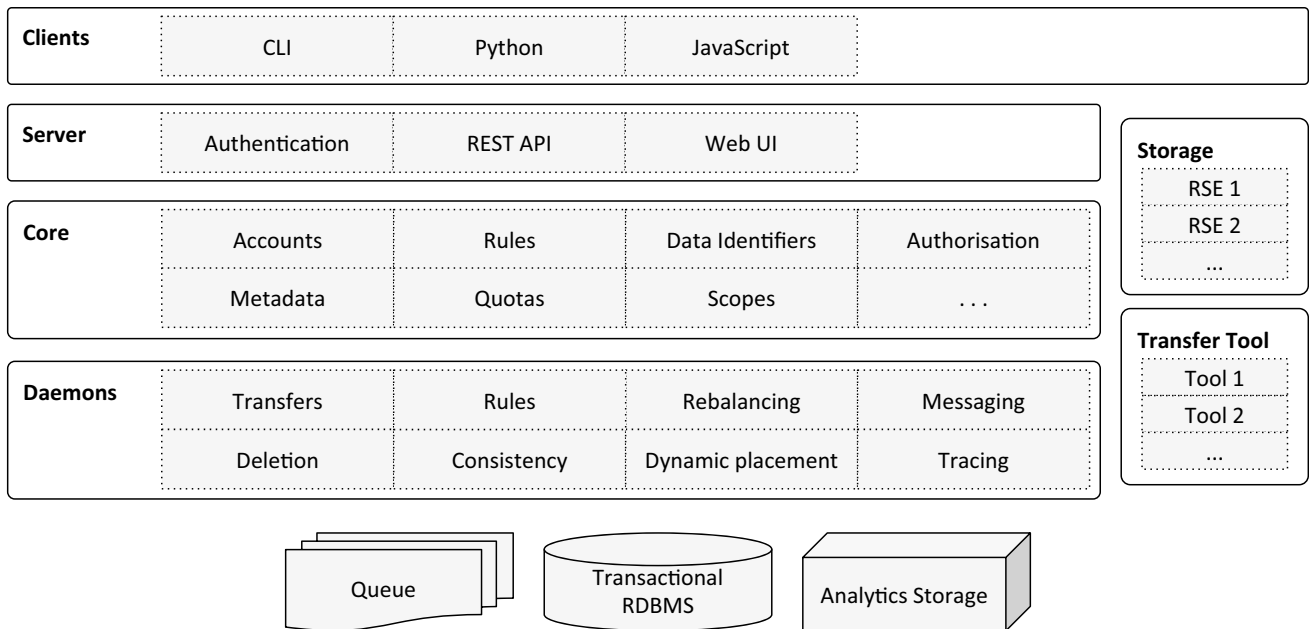 Clients
CLI
Python
JavaScript
Server
Authentication
REST API
Web UI
Core
Accounts
Rules
Data Identifiers
Authorisation
Metadata
Quotas
Scopes
. . .
Daemons
Transfers
Rules
Rebalancing
Messaging
Deletion
Consistency
Dynamic placement
Tracing
Storage
RSE 1
RSE 2
...
Transfer Tool
Tool 1
Tool 2
...
Queue
Transactional
RDBMS
Analytics Storage